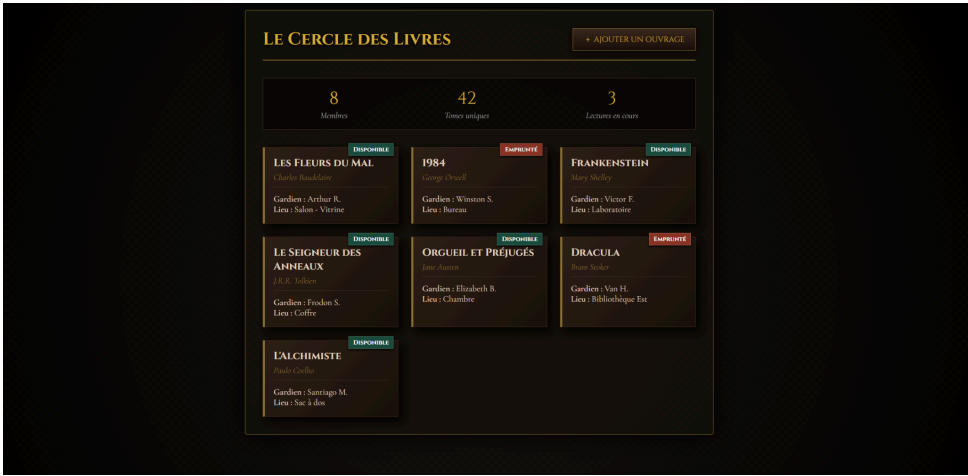 Le Cercle des Livres
+ AJOUTER UN OUVRAGE
8
Membres
42
Tomes uniques
3
Lectures en cours
Disponible
Les Fleurs du Mal
Charles Baudelaire
Gardien : Arthur R.
Lieu : Salon - Vitrine
Emprunté
1984
George Orwell
Gardien : Winston S.
Lieu : Bureau
Disponible
Frankenstein
Mary Shelley
Gardien : Victor F.
Lieu : Laboratoire
Disponible
Le Seigneur des
Anneaux
J.R.R. Tolkien
Gardien : Frodon S.
Lieu : Coffre
Disponible
Orgueil et Préjugés
Jane Austen
Gardien : Elizabeth B.
Lieu : Chambre
Emprunté
Dracula
Bram Stoker
Gardien : Van H.
Lieu : Bibliothèque Est
Disponible
L'Alchimiste
Paulo Coelho
Gardien : Santiago M.
Lieu : Sac à dos